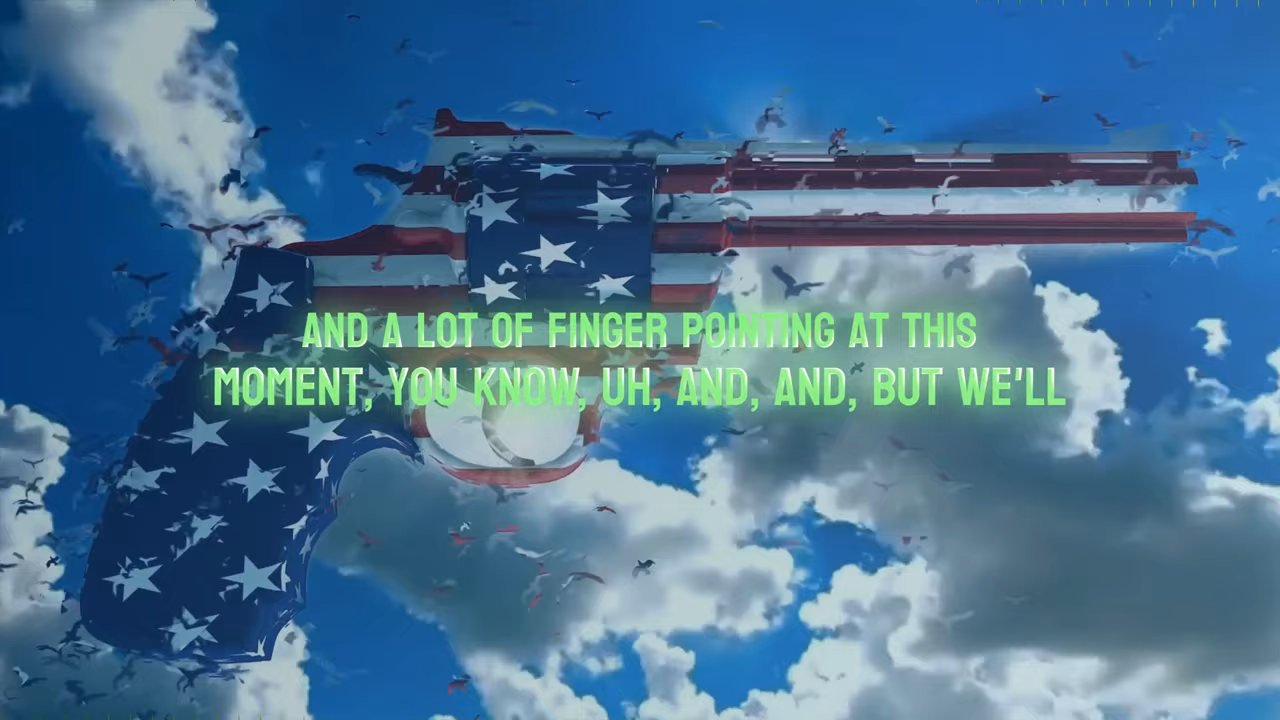 AND A LOT OF FINGER POINTING AT THIS
MOMENT, YOU KNOW, UH, AND, AND, BUT WE'LL